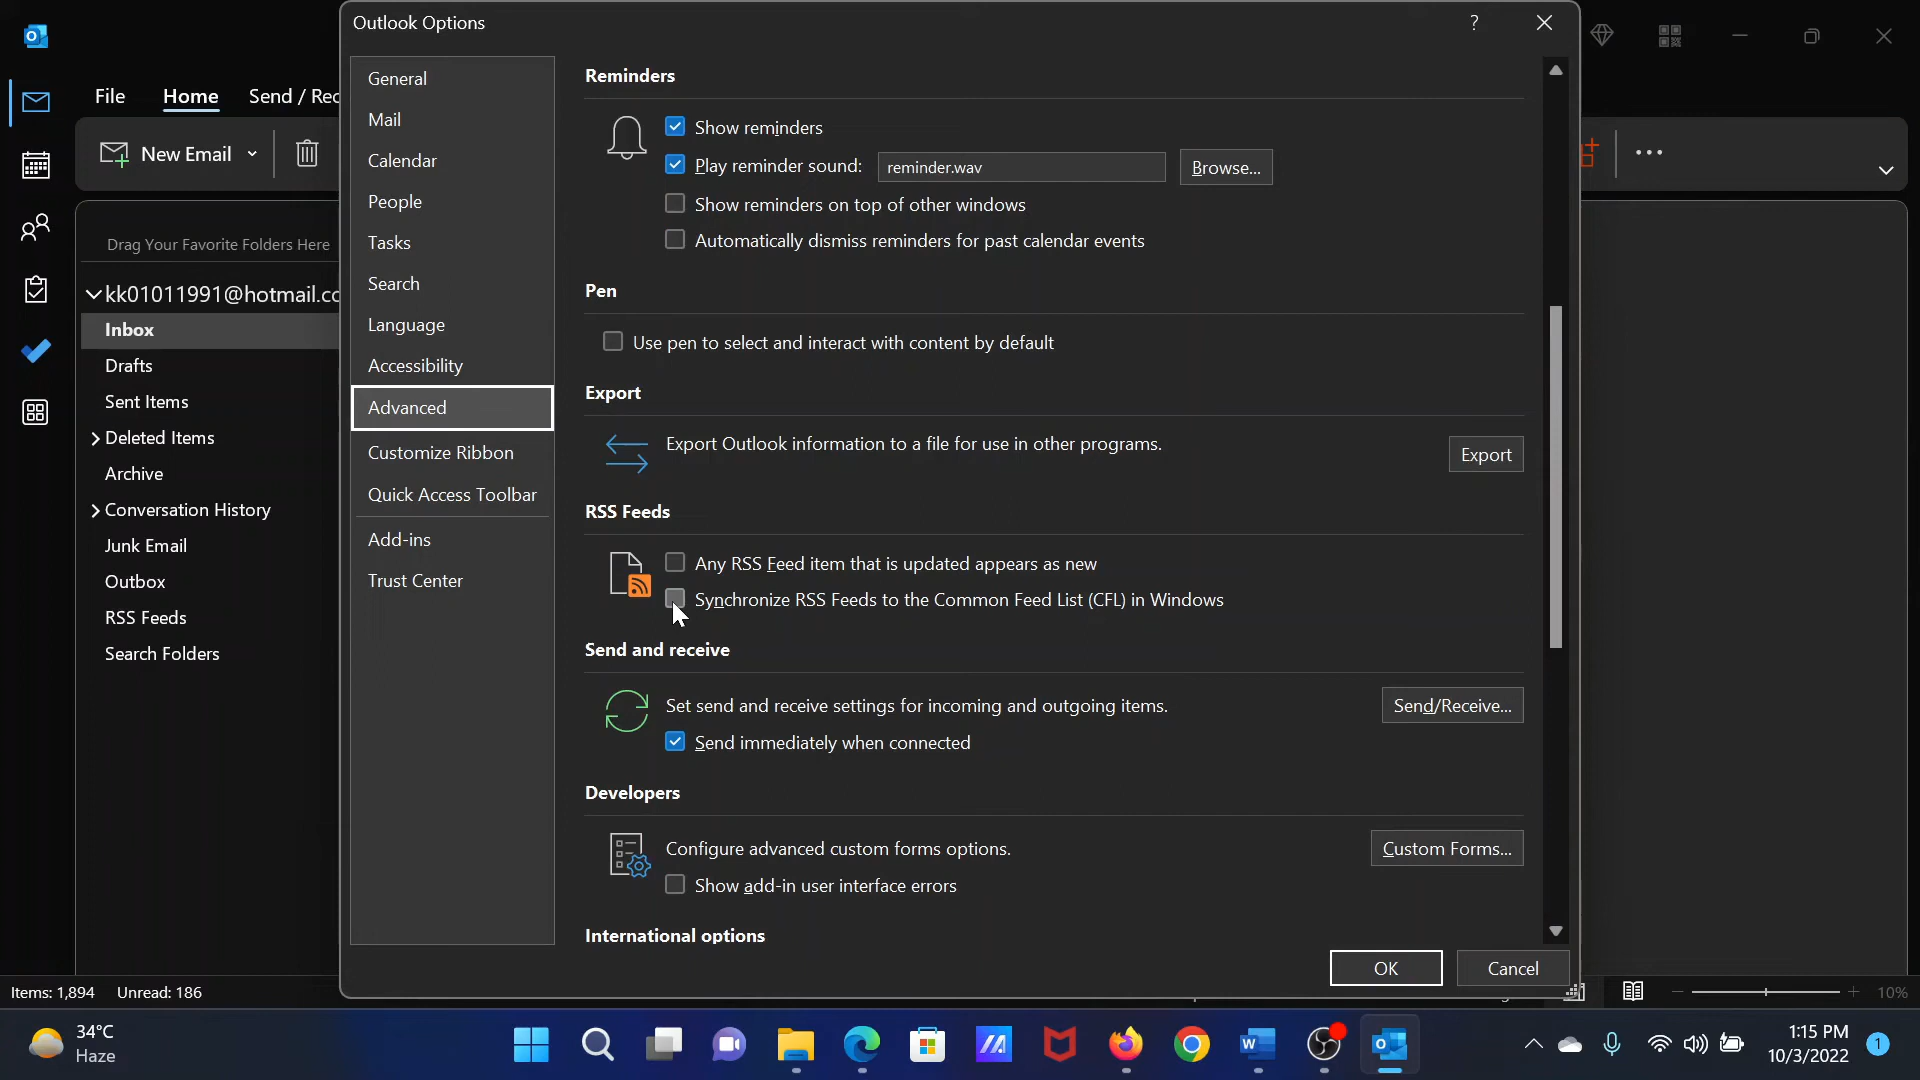 Outlook Options
?
File
Home
Send / Rec
New Email
Drag Your Favorite Folders Here
kk01011991@hotmail.co
Inbox
Drafts
Sent Items
Deleted Items
Archive
Conversation History
Junk Email
Outbox
RSS Feeds
Search Folders
General
Mail
Calendar
People
Tasks
Search
Language
Accessibility
Advanced
Customize Ribbon
Quick Access Toolbar
Add-ins
Trust Center
Reminders
Show reminders
Play reminder sound: reminder.wav Browse...
Show reminders on top of other windows
Automatically dismiss reminders for past calendar events
Pen
Use pen to select and interact with content by default
Export
Export Outlook information to a file for use in other programs.
Export
RSS Feeds
Any RSS Feed item that is updated appears as new
Synchronize RSS Feeds to the Common Feed List (CFL) in Windows
Send and receive
Set send and receive settings for incoming and outgoing items.
Send/Receive...
Send immediately when connected
Developers
Configure advanced custom forms options.
Custom Forms...
Show add-in user interface errors
International options
OK
Cancel
Items: 1,894 Unread: 186
10%
34°C
Haze
1:15 PM
10/3/2022
1